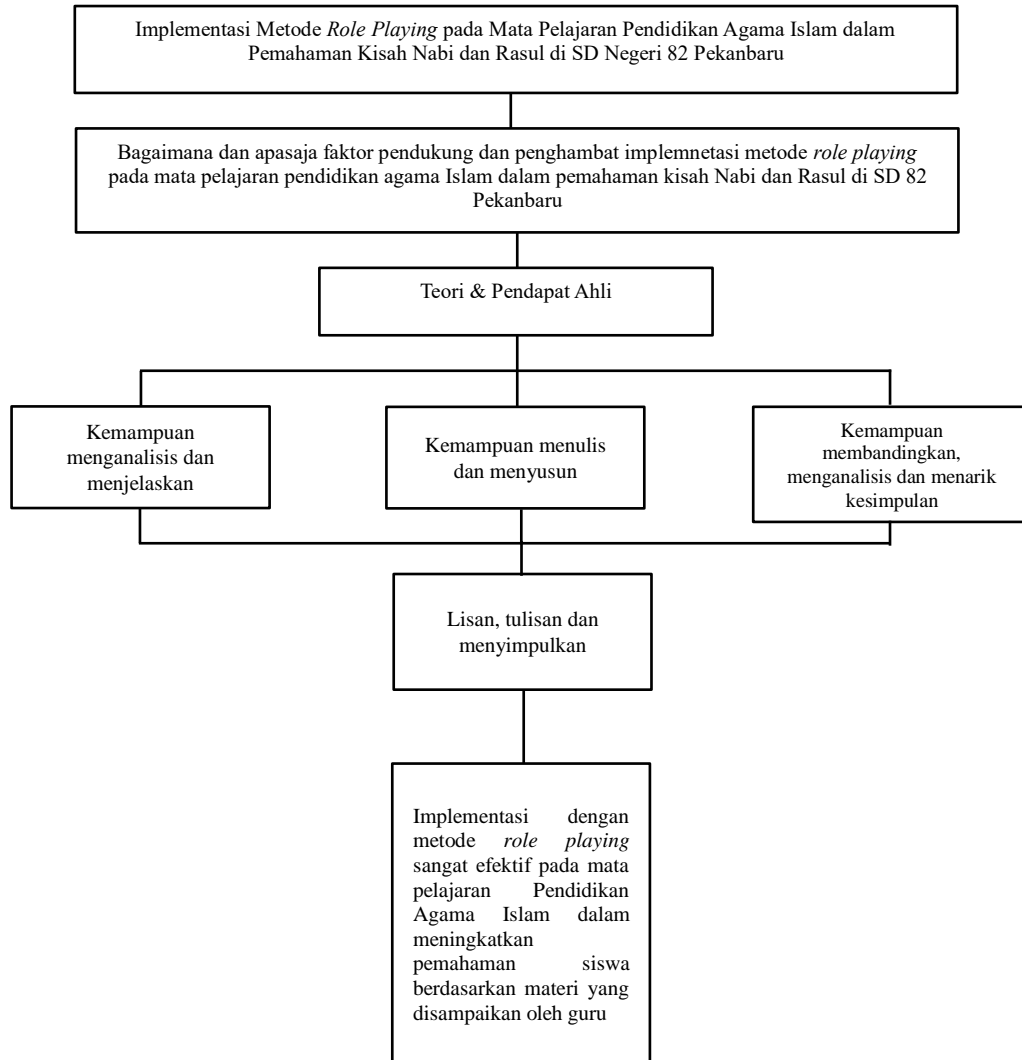 Implementasi Metode Role Playing pada Mata Pelajaran Pendidikan Agama Islam dalam
Pemahaman Kisah Nabi dan Rasul di SD Negeri 82 Pekanbaru
Bagaimana dan apasaja faktor pendukung dan penghambat implemnetasi metode role playing
pada mata pelajaran pendidikan agama Islam dalam pemahaman kisah Nabi dan Rasul di SD 82
Pekanbaru
Teori & Pendapat Ahli
Kemampuan
menganalisis dan
menjelaskan
Kemampuan menulis
dan menyusun
Kemampuan
membandingkan,
menganalisis dan menarik
kesimpulan
Lisan, tulisan dan
menyimpulkan
Implementasi dengan
metode role playing
sangat efektif pada mata
pelajaran Pendidikan
Agama Islam dalam
meningkatkan
pemahaman siswa
berdasarkan materi yang
disampaikan oleh guru